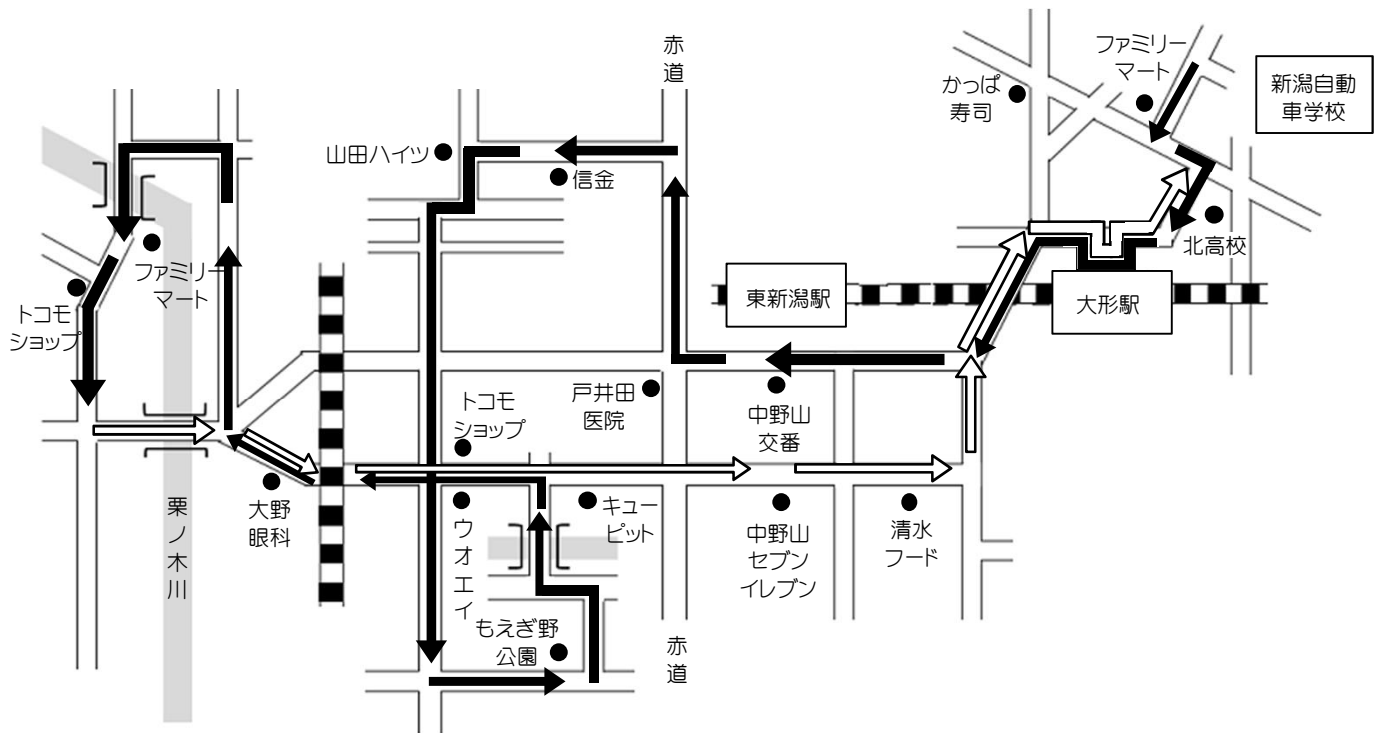 赤道
ファミリー
マート
かっぱ
寿司
新潟自動
車学校
山田ハイツ
信金
北高校
ファミリー
マート
トコモ
ショップ
東新潟駅
大形駅
戸井田
医院
トコモ
ショップ
中野山
交番
大野
眼科
栗ノ木川
ウオエイ
キュー
ピット
中野山
セブン
イレブン
清水
フード
もえぎ野
公園
赤道